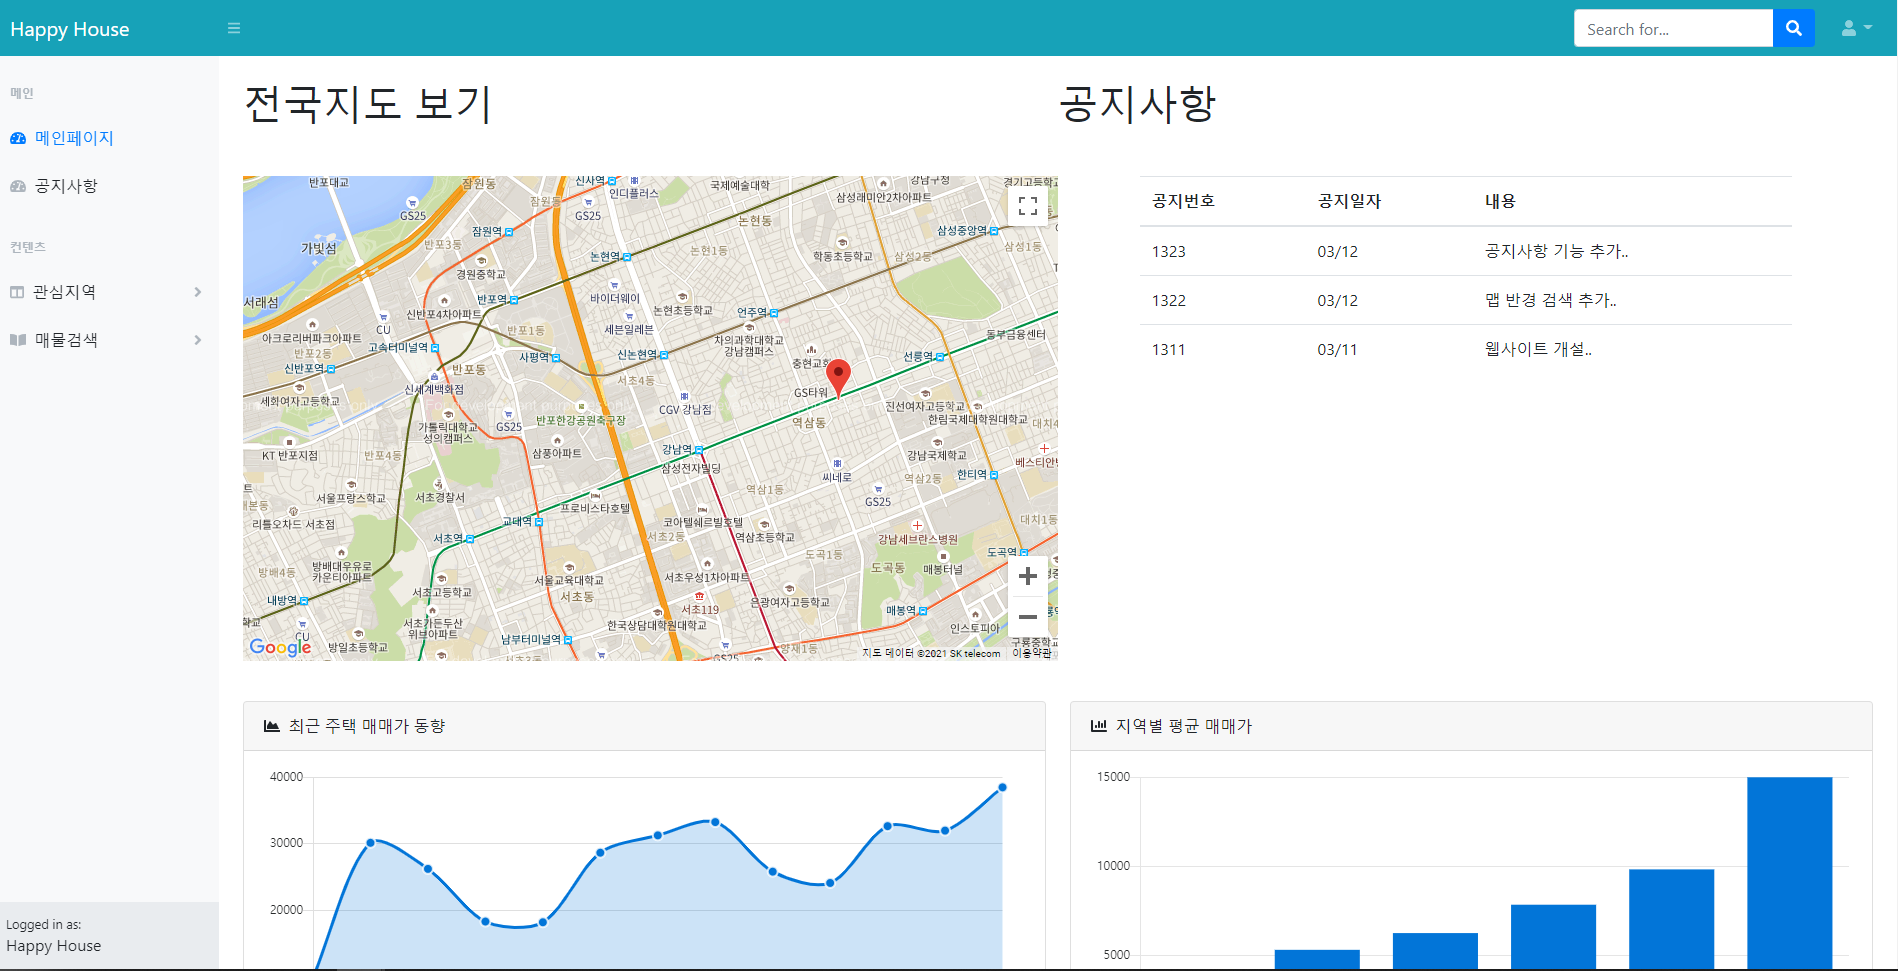 Happy House
Search for...
메인
메인페이지
공지사항
컨텐츠
관심지역
매물검색
Logged in as:
Happy House
전국지도 보기
반포대교
잠원동
신사역
인디플러스
국제예술대학
강남구청
경기고등학교
GS25
잠원동
GS25
삼성래미안2차아파트
논현동
잠원역
삼성중앙역
가빛섬
반포3동
논현역
논현1동
학동초등학교
삼성2동
삼성1동
경원중학교
서래섬
반포역
바이더웨이
논현초등학교
신반포4차아파트
언주역
CU
반포1동
세븐일레븐
동부금융센터
아크로리버파크아파트
고속터미널역
사평역
신논현역
차의과학대학교
강남캠퍼스
선릉역
반포2동
신반포역
반포동
서초4동
충현교회
신세계백화점
GS타워
세화여자고등학교
CGV 강남점
진선여자고등학교
가톨릭대학교
성의캠퍼스
GS25
반포한강공원축구장
역삼동
한림국제대학원대학교
대치4
KT 반포지점
반포4동
삼풍아파트
강남역
삼성전자빌딩
강남국제학교
베스티안병
씨네로
역삼2동
한티역
서울프랑스학교
서초경찰서
역삼1동
GS25
프로비스타호텔
리틀오차드 서초점
교대역
코아텔쉐르빌호텔
대치1동
서초역
서초2동
역삼초등학교
강남세브란스병원
도곡1동
도곡역
방배4동
방배대우유로
카운티아파트
서울교육대학교
서초우성1차아파트
도곡동
매봉터널
서초고등학교
서초동
내방역
서초119
은광여자고등학교
매봉역
서초가든두산
위브아파트
한국상담대학원대학교
인스토피아
CU
방일초등학교
남부터미널역
양재1동
구룡중학교
서초3동
GS25
Google
지도 데이터 ©2021 SK telecom
이용약관
공지사항
공지번호 공지일자 내용
1323 03/12 공지사항 기능 추가..
1322 03/12 맵 반경 검색 추가..
1311 03/11 웹사이트 개설..
최근 주택 매매가 동향
40000
30000
20000
지역별 평균 매매가
15000
10000
5000